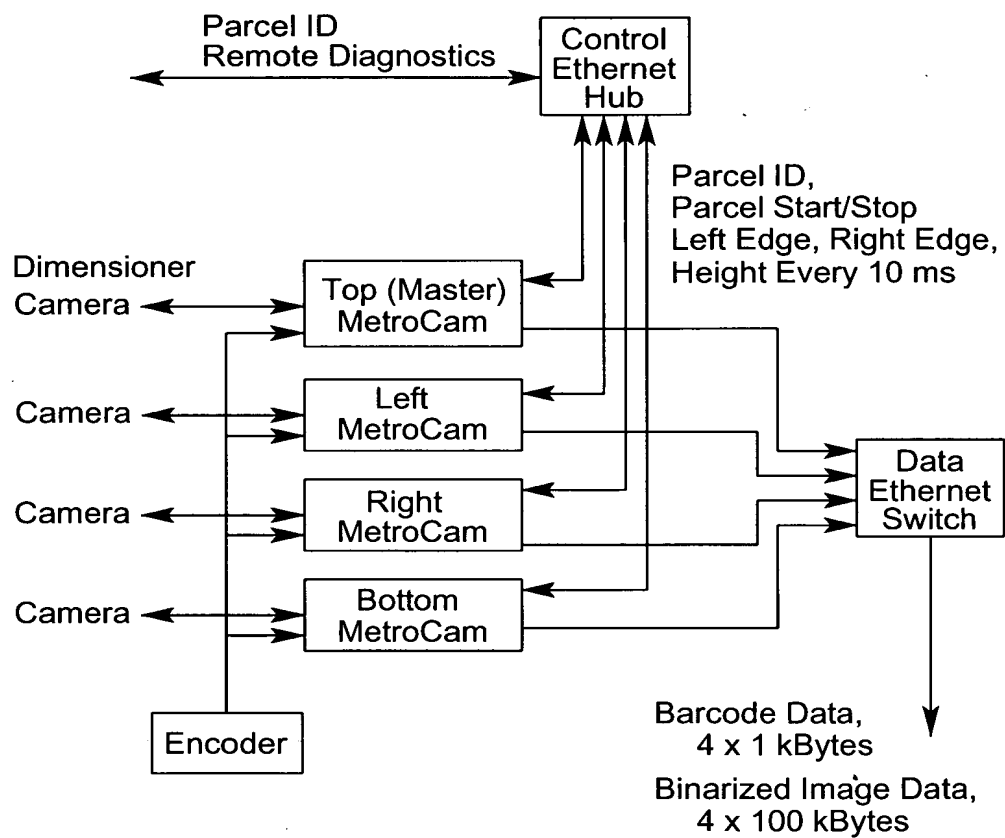 Parcel ID
Remote Diagnostics
Control
Ethernet
Hub
Parcel ID,
Parcel Start/Stop
Left Edge, Right Edge,
Height Every 10 ms
Dimensioner
Camera
Top (Master)
MetroCam
Camera
Left
MetroCam
Camera
Right
MetroCam
Camera
Bottom
MetroCam
Data
Ethernet
Switch
Encoder
Barcode Data,
4 x 1 kBytes
Binarized Image Data,
4 x 100 kBytes